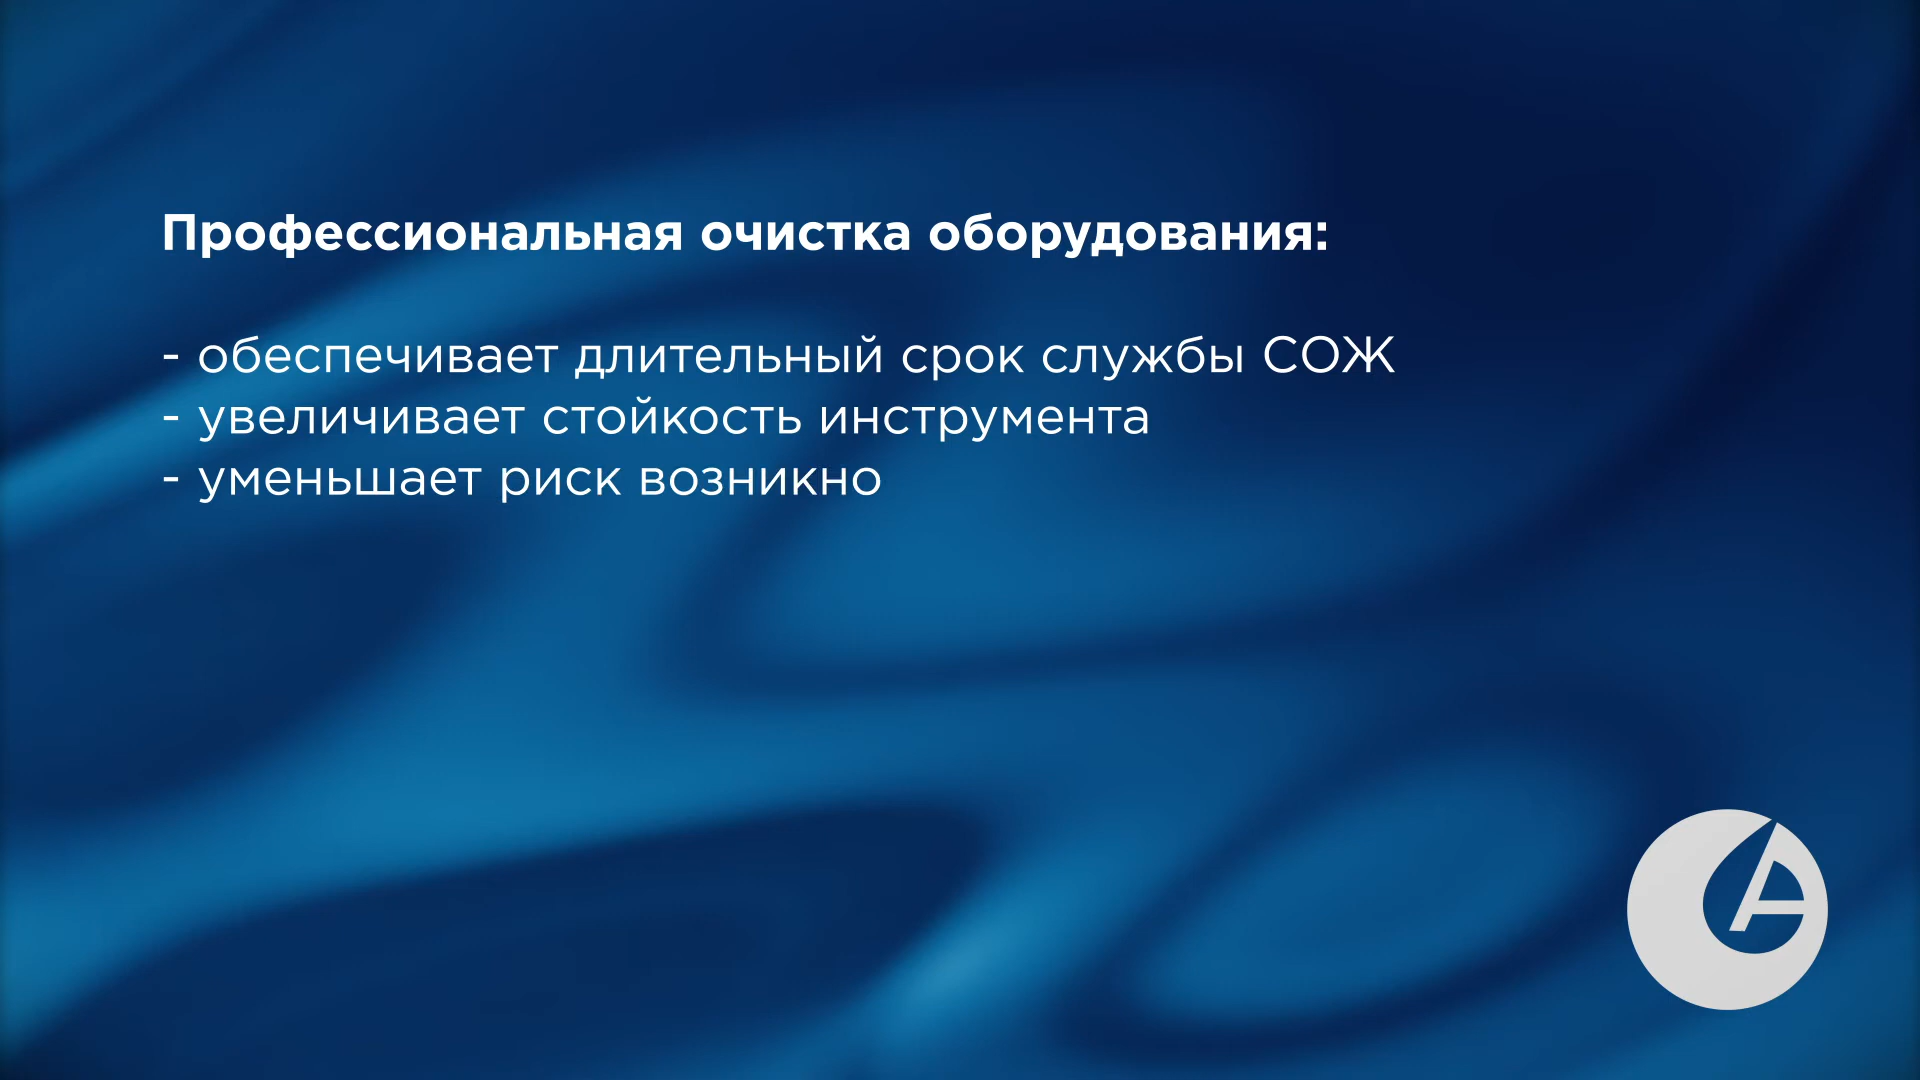 Профессиональная очистка оборудования:
- обеспечивает длительный срок службы СОЖ
- увеличивает стойкость инструмента
- уменьшает риск возникно